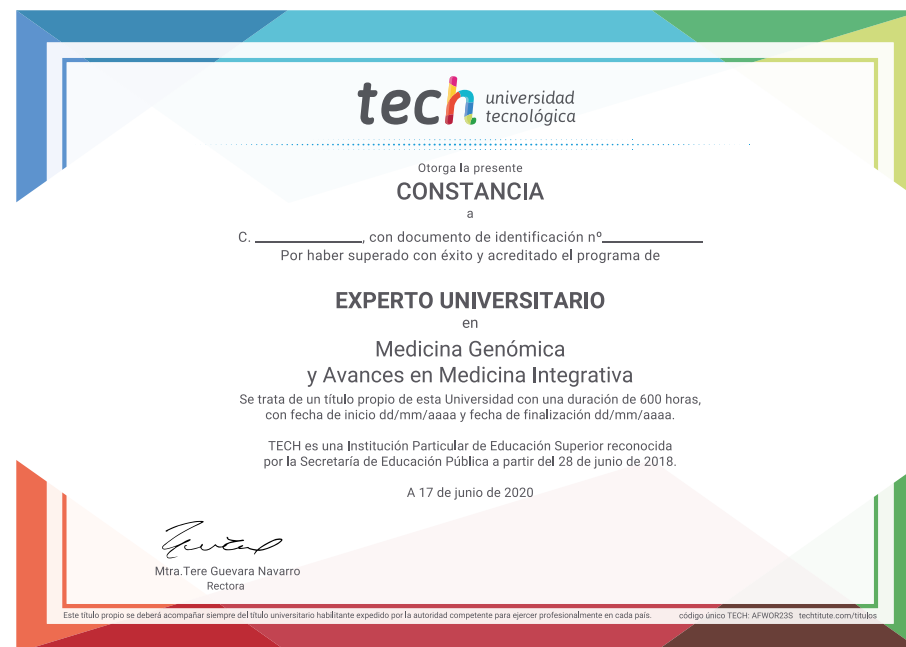 tech universidad
tecnológica
Otorga la presente
CONSTANCIA
a
C. ______________, con documento de identificación nº______________
Por haber superado con éxito y acreditado el programa de
EXPERTO UNIVERSITARIO
en
Medicina Genómica
y Avances en Medicina Integrativa
Se trata de un título propio de esta Universidad con una duración de 600 horas,
con fecha de inicio dd/mm/aaaa y fecha de finalización dd/mm/aaaa.
TECH es una Institución Particular de Educación Superior reconocida
por la Secretaría de Educación Pública a partir del 28 de junio de 2018.
A 17 de junio de 2020
Mtra.Tere Guevara Navarro
Rectora
Este título propio se deberá acompañar siempre del título universitario habilitante expedido por la autoridad competente para ejercer profesionalmente en cada país. código único TECH: AFWOR23S techtitute.com/titulos